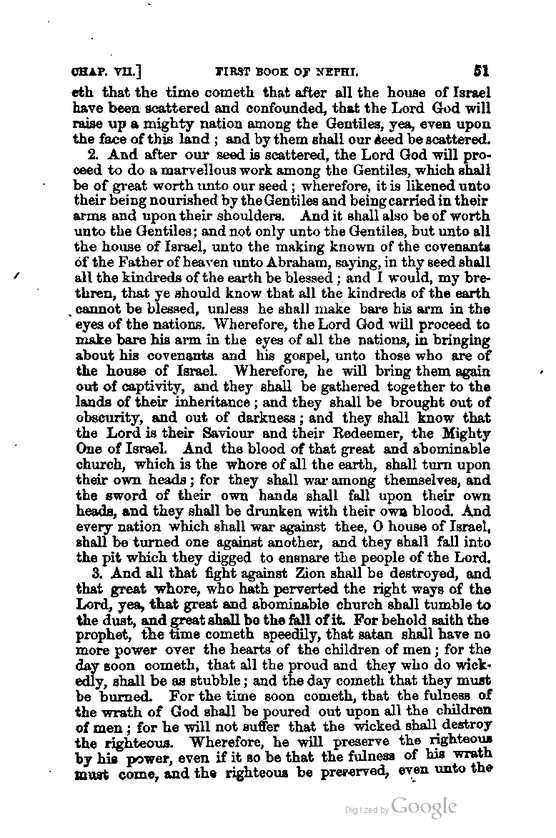 CHAP. VII.] FIRST BOOK OF NEPHI. 51
eth that the time cometh that after all the house of Israel
have been scattered and confounded, that the Lord God will
raise up a mighty nation among the Gentiles, yea, even upon
the face of this land ; and by them shall our seed be scattered.
2. And after our seed is scattered, the Lord God will pro-
ceed to do a marvellous work among the Gentiles, which shall
be of great worth unto our seed ; wherefore, it is likened unto
their being nourished by the Gentiles and being carried in their
arms and upon their shoulders. And it shall also be of worth
unto the Gentiles; and not only unto the Gentiles, but unto all
the house of Israel, unto the making known of the covenants
of the Father of heaven unto Abraham, saying, in thy seed shall
all the kindreds of the earth be blessed ; and I would, my bre-
thren, that ye should know that all the kindreds of the earth
cannot be blessed, unless he shall make bare his arm in the
eyes of the nations. Wherefore, the Lord God will proceed to
make bare his arm in the eyes of all the nations, in bringing
about his covenants and his gospel, unto those who are of
the house of Israel. Wherefore, he will bring them again
out of captivity, and they shall be gathered together to the
lands of their inheritance ; and they shall be brought out of
obscurity, and out of darkness ; and they shall know that
the Lord is their Saviour and their Redeemer, the Mighty
One of Israel. And the blood of that great and abominable
church, which is the whore of all the earth, shall turn upon
their own heads ; for they shall war among themselves, and
the sword of their own hands shall fall upon their own
heads, and they shall be drunken with their own blood. And
every nation which shall war against thee, O house of Israel,
shall be turned one against another, and they shall fall into
the pit which they digged to ensnare the people of the Lord.
3. And all that fight against Zion shall be destroyed, and
that great whore, who hath perverted the right ways of the
Lord, yea, that great and abominable church shall tumble to
the dust, and great shall be the fall of it. For behold saith the
prophet, the time cometh speedily, that satan shall have no
more power over the hearts of the children of men ; for the
day soon cometh, that all the proud and they who do wick-
edly, shall be as stubble ; and the day cometh that they must
be burned. For the time soon cometh, that the fulness of
the wrath of God shall be poured out upon all the children
of men ; for he will not suffer that the wicked shall destroy
the righteous. Wherefore, he will preserve the righteous
by his power, even if it so be that the fulness of his wrath
must come, and the righteous be preserved, even unto the
Digitized by Google